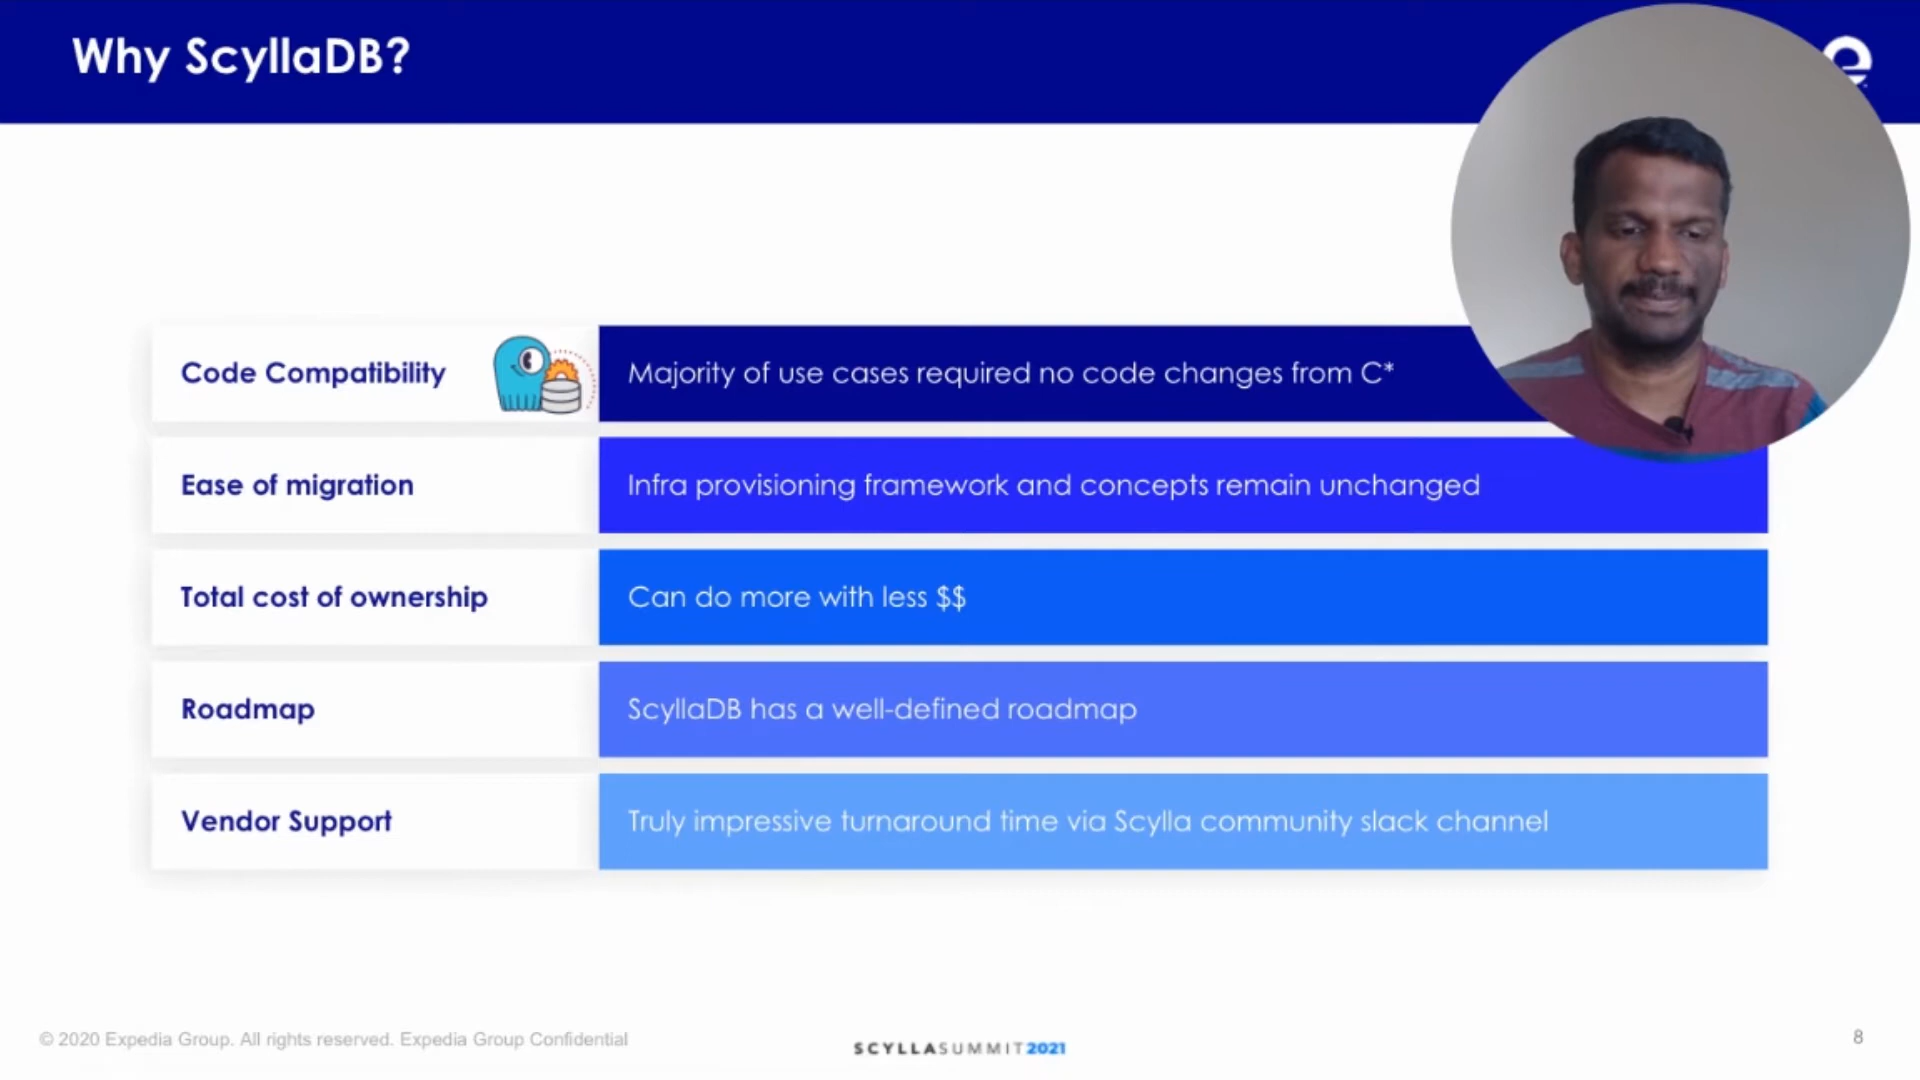 Why ScyllaDB?
Code Compatibility
Majority of use cases required no code changes from C*
Ease of migration
Infra provisioning framework and concepts remain unchanged
Total cost of ownership
Can do more with less $$
Roadmap
ScyllaDB has a well-defined roadmap
Vendor Support
Truly impressive turnaround time via Scylla community slack channel
© 2020 Expedia Group. All rights reserved. Expedia Group Confidential
SCYLLASUMMIT2021
8